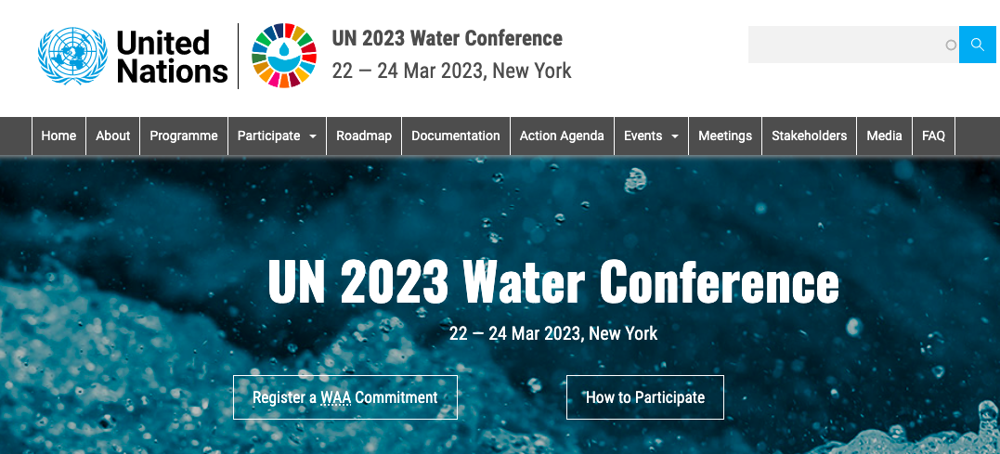 United
Nations
UN 2023 Water Conference
22 — 24 Mar 2023, New York
Home About Programme Participate Roadmap Documentation Action Agenda Events Meetings Stakeholders Media FAQ
UN 2023 Water Conference
22 — 24 Mar 2023, New York
Register a WAA Commitment How to Participate